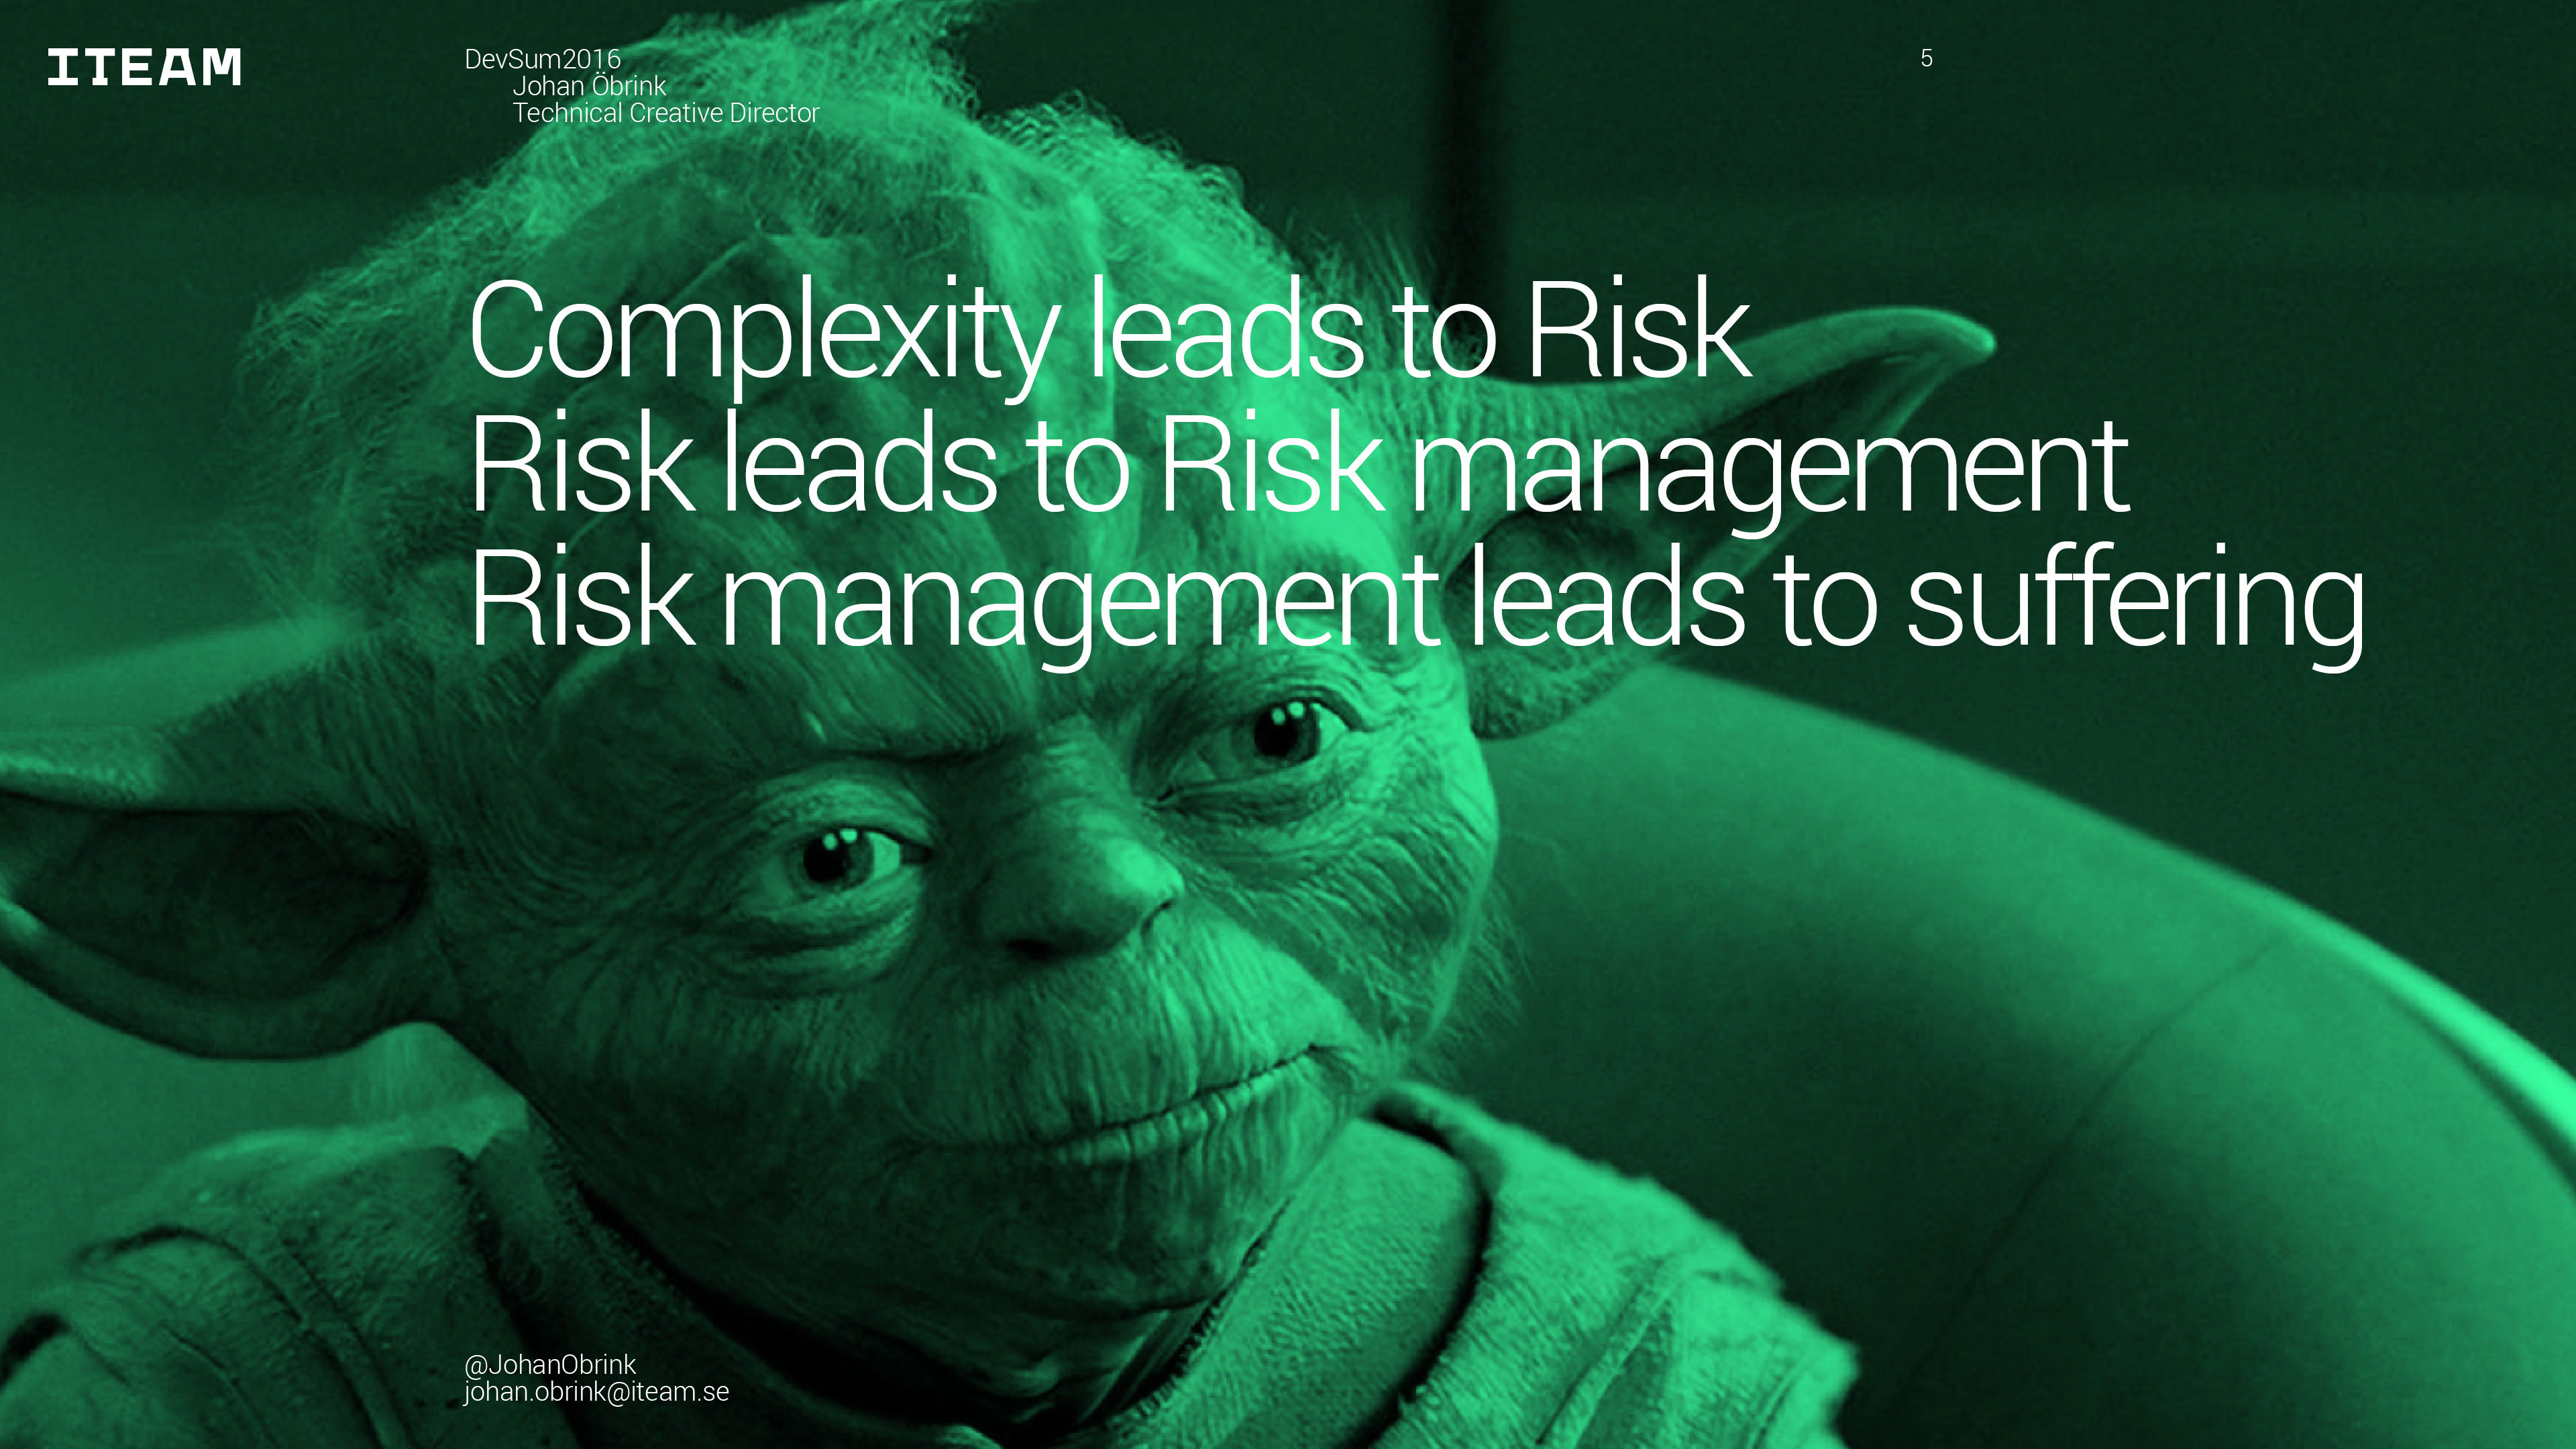 ITEAM
DevSum2016
Johan Öbrink
Technical Creative Director
5
Complexity leads to Risk
Risk leads to Risk management
Risk management leads to suffering
@JohanObrink
johan.obrink@iteam.se